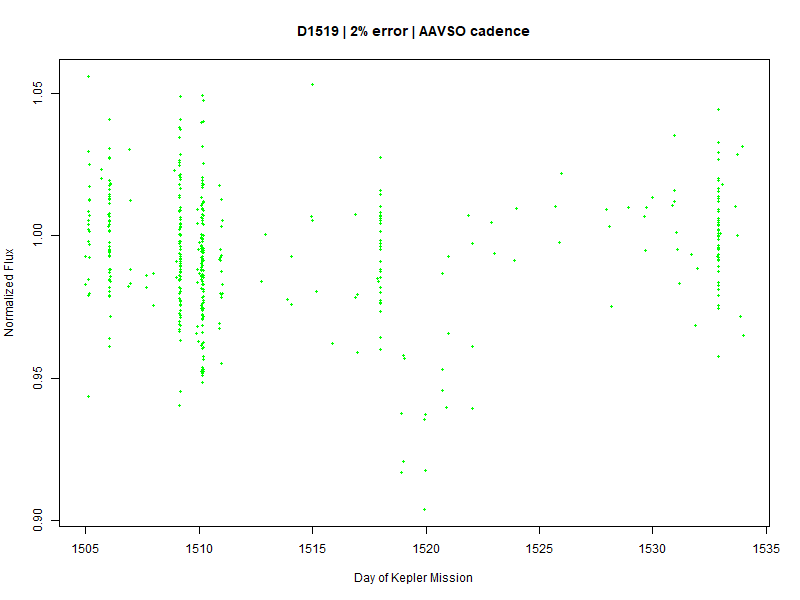 D1519 | 2% error | AAVSO cadence
1.05
1.00
0.95
0.90
Normalized Flux
1505 1510 1515 1520 1525 1530 1535
Day of Kepler Mission